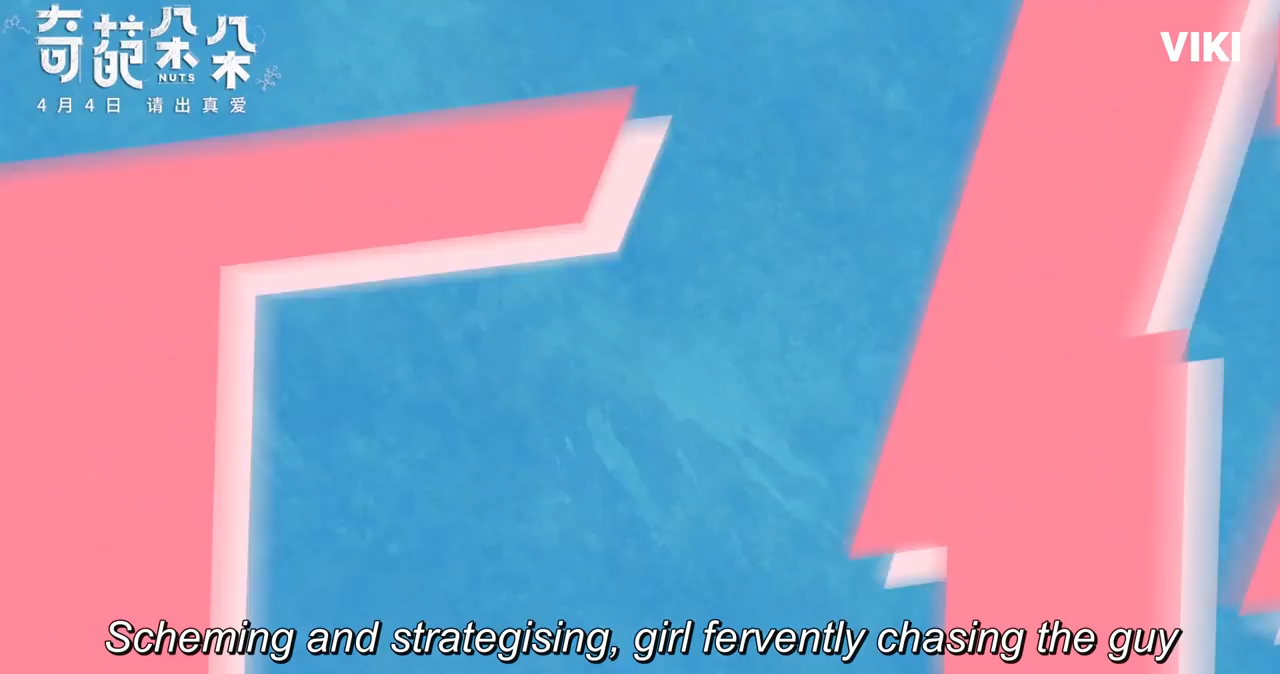 奇葩朵朵
NUTS
4月4日 请出真爱
VIKI
Scheming and strategising, girl fervently chasing the guy